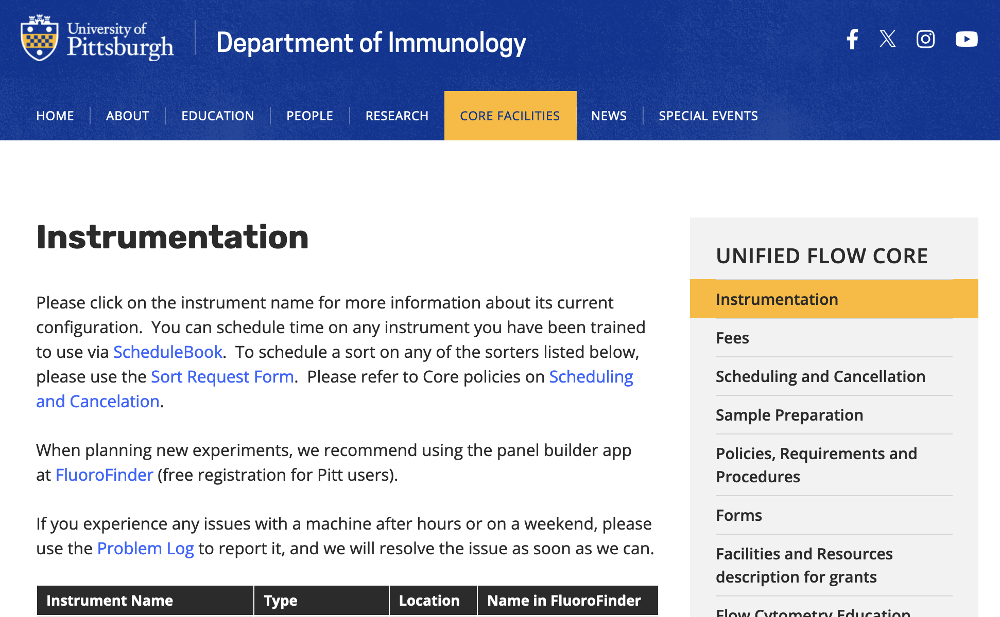 University of
Pittsburgh
Department of Immunology
HOME
ABOUT
EDUCATION
PEOPLE
RESEARCH
CORE FACILITIES
NEWS
SPECIAL EVENTS
Instrumentation
Please click on the instrument name for more information about its current
configuration.  You can schedule time on any instrument you have been trained
to use via ScheduleBook.  To schedule a sort on any of the sorters listed below,
please use the Sort Request Form.  Please refer to Core policies on Scheduling
and Cancelation.
When planning new experiments, we recommend using the panel builder app
at FluoroFinder (free registration for Pitt users).
If you experience any issues with a machine after hours or on a weekend, please
use the Problem Log to report it, and we will resolve the issue as soon as we can.
Instrument Name
Type
Location
Name in FluoroFinder
UNIFIED FLOW CORE
Instrumentation
Fees
Scheduling and Cancellation
Sample Preparation
Policies, Requirements and
Procedures
Forms
Facilities and Resources
description for grants
Flow Cytometry Education